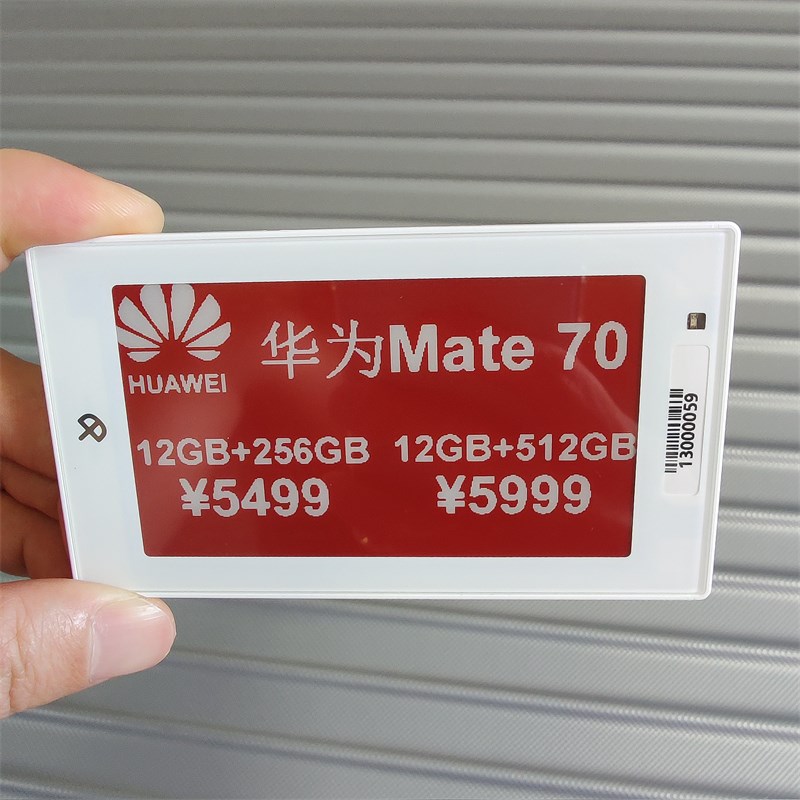 华为Mate 70
HUAWEI
12GB+256GB 12GB+512GB
¥5499 ¥5999
13000059